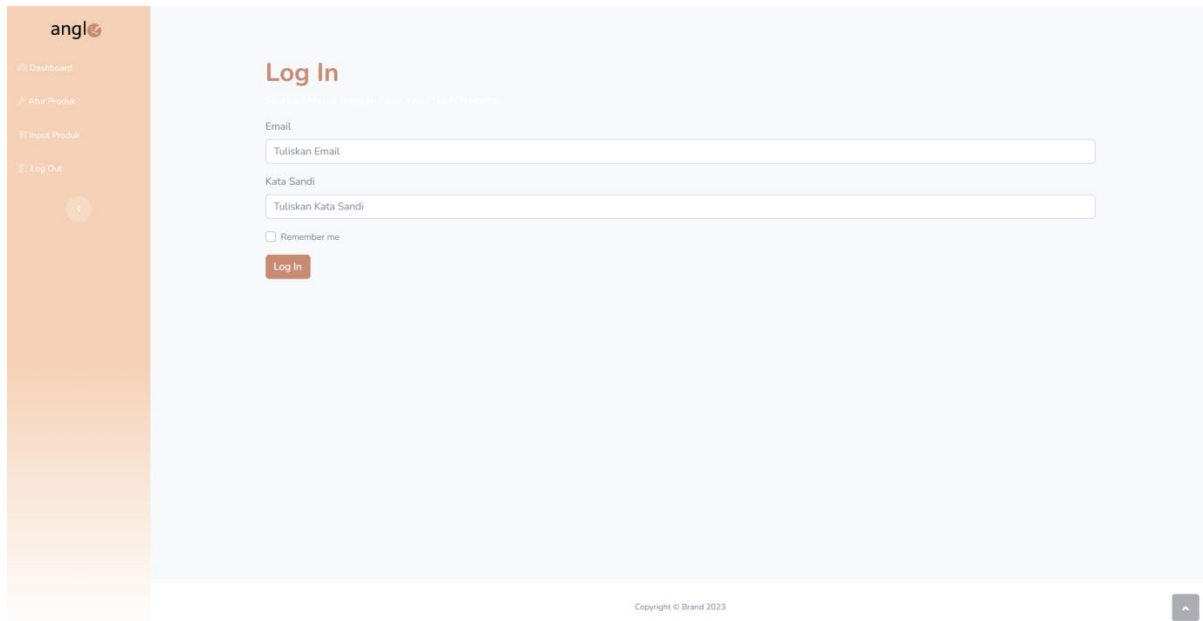 anglo
Dashboard
Atur Produk
Input Produk
Log Out
Log In
Email
Tuliskan Email
Kata Sandi
Tuliskan Kata Sandi
Remember me
Log In
Copyright © Brand 2023